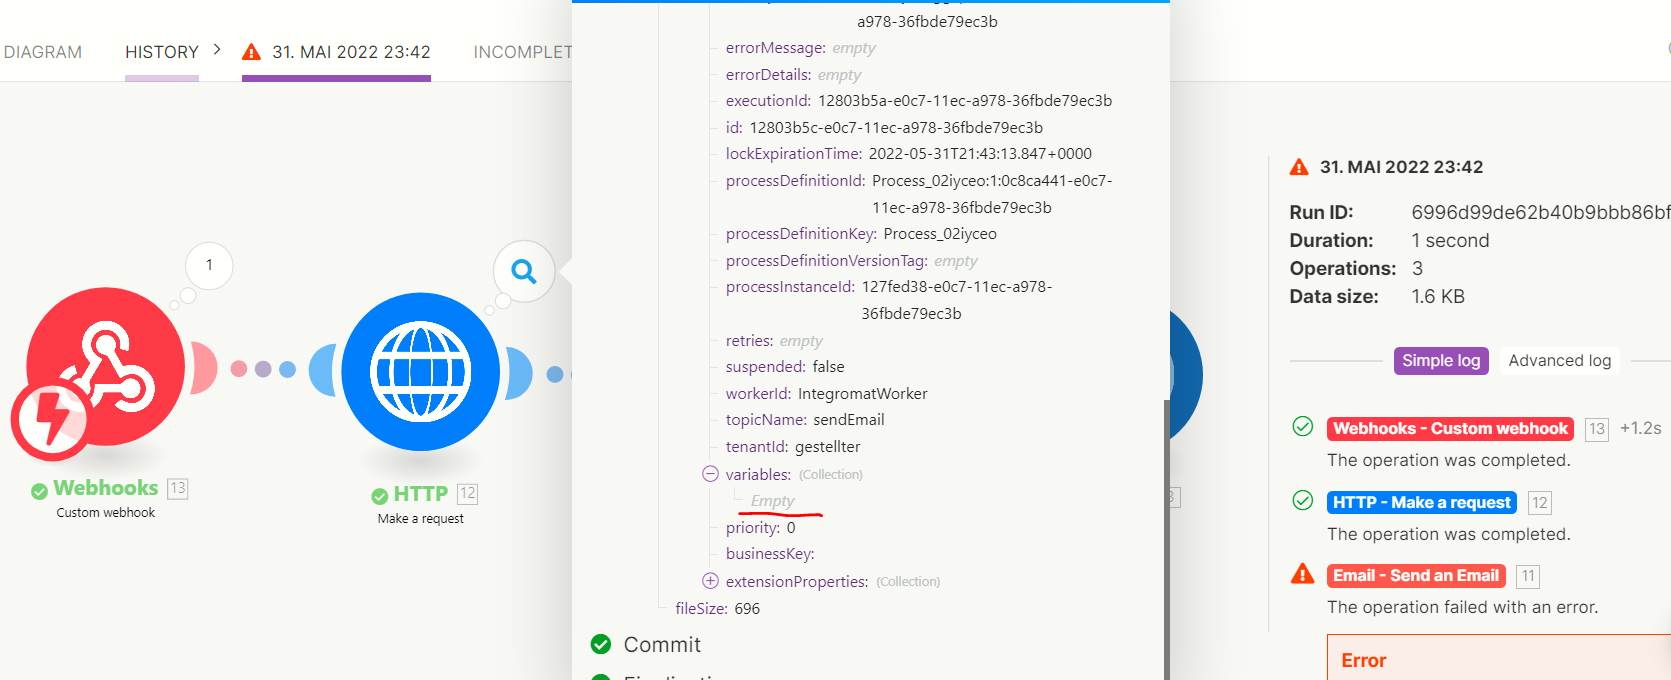 DIAGRAM
HISTORY
31. MAI 2022 23:42
INCOMPLET
a978-36fbde79ec3b
errorMessage: empty
errorDetails: empty
executionId: 12803b5a-e0c7-11ec-a978-36fbde79ec3b
id: 12803b5c-e0c7-11ec-a978-36fbde79ec3b
lockExpirationTime: 2022-05-31T21:43:13.847+0000
processDefinitionId: Process_02iyceo:1:0c8ca441-e0c7-
11ec-a978-36fbde79ec3b
processDefinitionKey: Process_02iyceo
processDefinitionVersionTag: empty
processInstanceId: 127fed38-e0c7-11ec-a978-
36fbde79ec3b
retries: empty
suspended: false
workerId: IntegromatWorker
topicName: sendEmail
tenantId: gestellter
variables: (Collection)
Empty
priority: 0
businessKey:
extensionProperties: (Collection)
fileSize: 696
Commit
1
Webhooks 13
Custom webhook
HTTP 12
Make a request
31. MAI 2022 23:42
Run ID: 6996d99de62b40b9bbb86bf
Duration: 1 second
Operations: 3
Data size: 1.6 KB
Simple log
Advanced log
Webhooks - Custom webhook 13 +1.2s
The operation was completed.
HTTP - Make a request 12
The operation was completed.
Email - Send an Email 11
The operation failed with an error.
Error